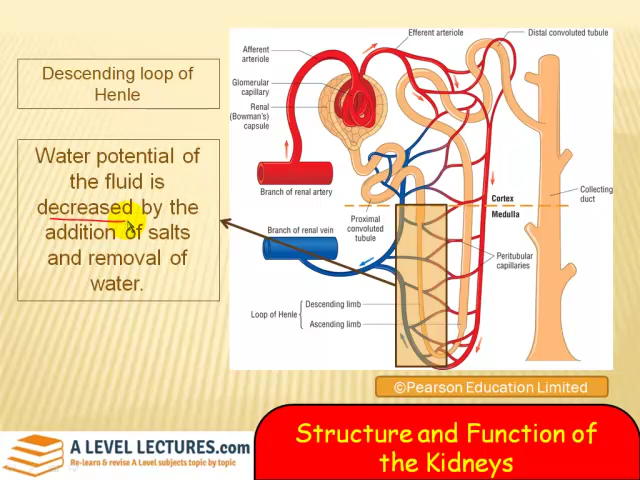 Descending loop of
Henle
Water potential of
the fluid is
decreased by the
addition of salts
and removal of
water.
Efferent arteriole
Distal convoluted tubule
Afferent
arteriole
Glomerular
capillary
Renal
(Bowman's)
capsule
Branch of renal artery
Collecting
duct
Cortex
Medulla
Proximal
convoluted
tubule
Branch of renal vein
Peritubular
capillaries
Descending limb
Loop of Henle
Ascending limb
©Pearson Education Limited
A LEVEL LECTURES.com
Re-learn & revise A Level subjects topic by topic
Structure and Function of
the Kidneys